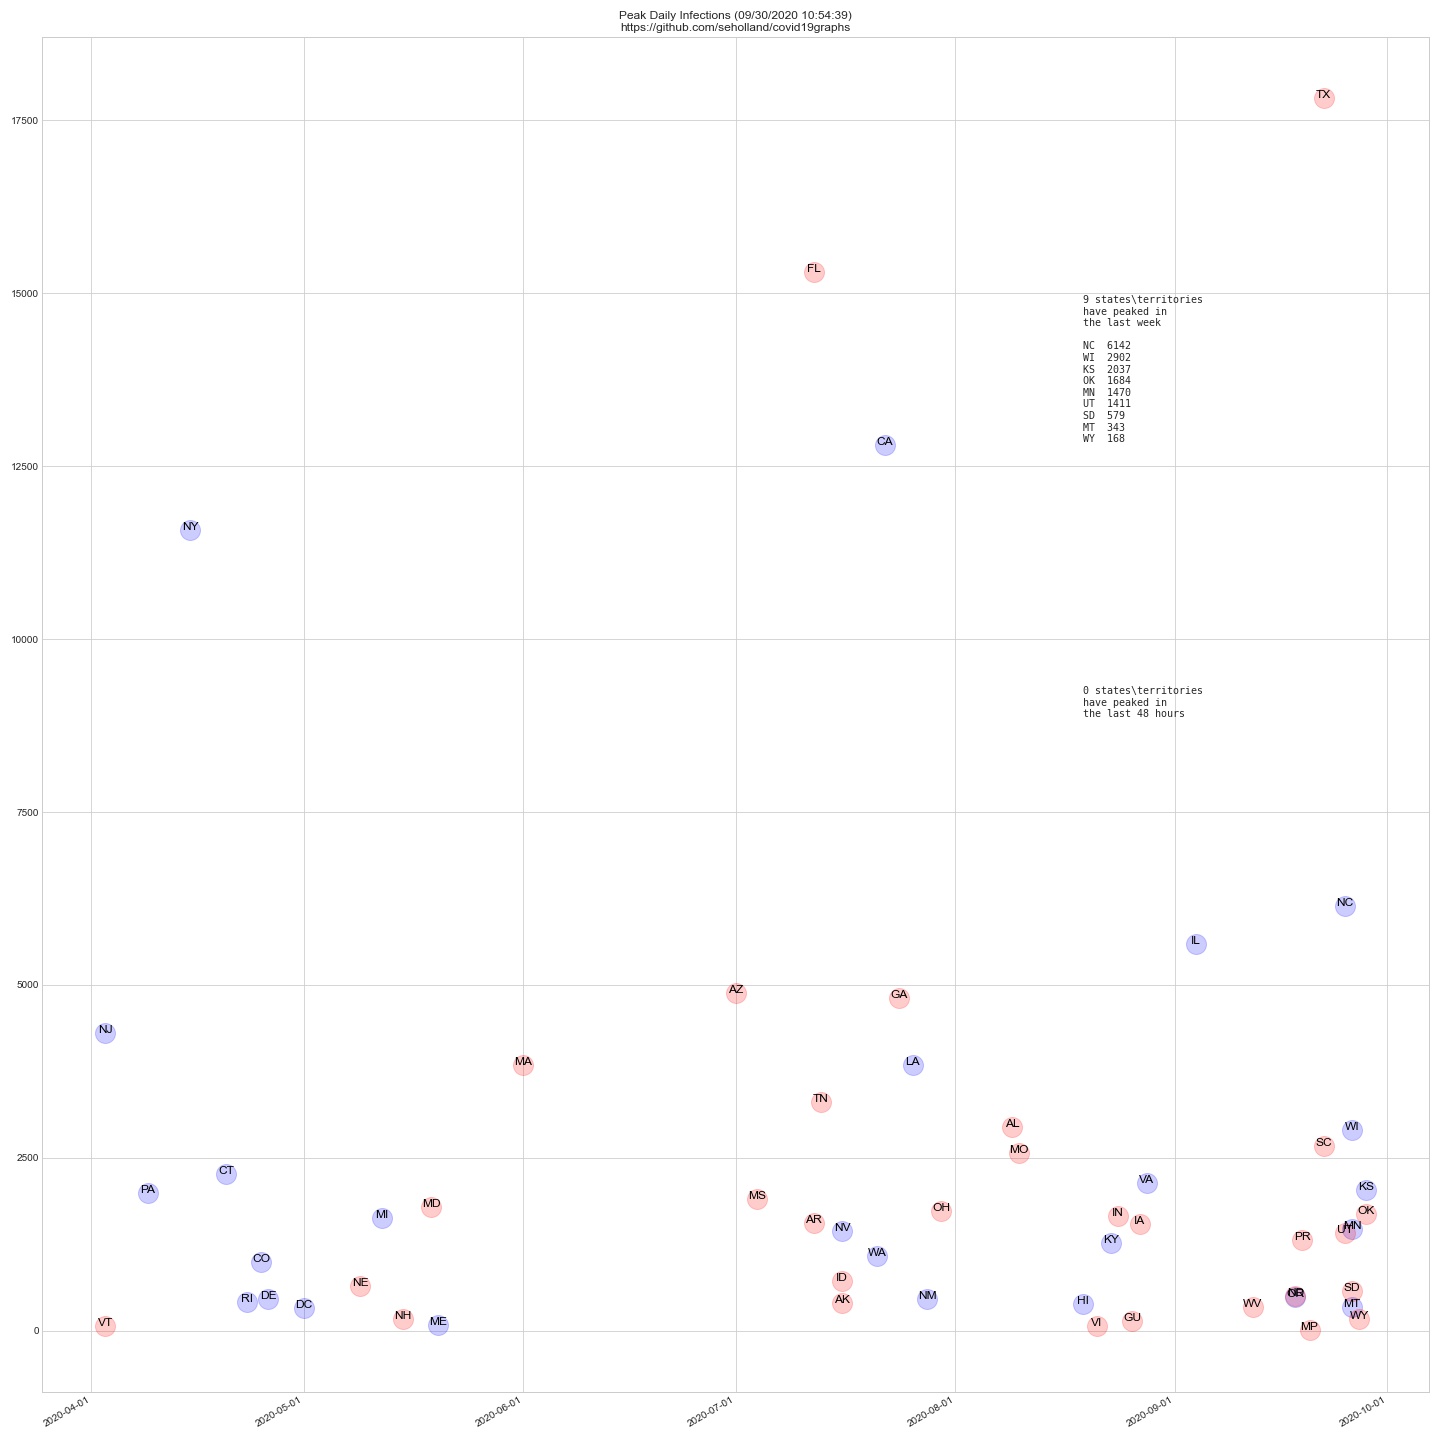 Peak Daily Infections (09/30/2020 10:54:39)
https://github.com/seholland/covid19graphs
17500
15000
12500
10000
7500
5000
2500
0
TX
FL
9 states\territories
have peaked in
the last week
NC 6142
WI 2902
KS 2037
OK 1684
MN 1470
UT 1411
SD 579
MT 343
WY 168
CA
NY
0 states\territories
have peaked in
the last 48 hours
NC
IL
AZ
GA
NJ
MA
LA
TN
AL
WI
SC
MO
CT
VA
PA
KS
MS
MD
OH
OK
MI
IN
AR
IA
NV
MN
UT
PR
KY
WA
CO
ID
NE
SD
DE
NM
RI
AK
HI
MT
DC
WV
NH
WY
GU
ME
VT
VI
MP
2020-04-01
2020-05-01
2020-06-01
2020-07-01
2020-08-01
2020-09-01
2020-10-01